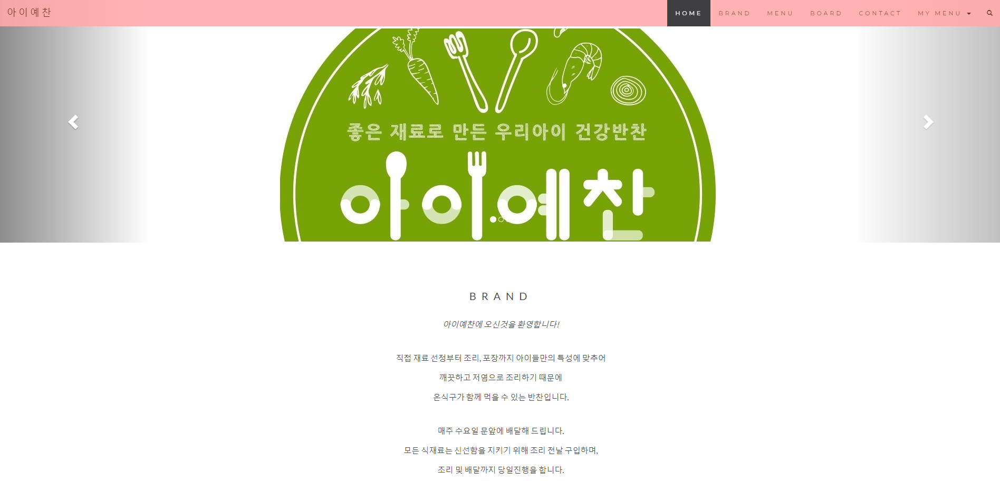 아이예찬
HOME BRAND MENU BOARD CONTACT MY MENU
좋은 재료로 만든 우리아이 건강반찬
아이예찬
BRAND
아이예찬에 오신것을 환영합니다!
직접 재료 선정부터 조리, 포장까지 아이들만의 특성에 맞추어
깨끗하고 저염으로 조리하기 때문에
온식구가 함께 먹을 수 있는 반찬입니다.
매주 수요일 문앞에 배달해 드립니다.
모든 식재료는 신선함을 지키기 위해 조리 전날 구입하며,
조리 및 배달까지 당일진행을 합니다.